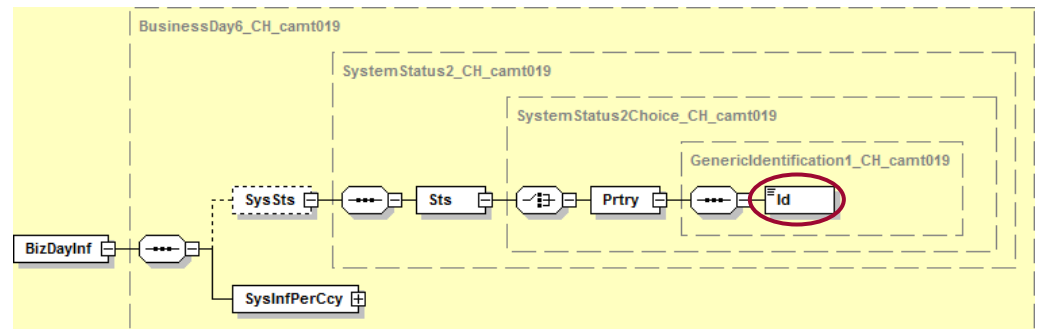 BusinessDay6_CH_camt019
SystemStatus2_CH_camt019
SystemStatus2Choice_CH_camt019
GenericIdentification1_CH_camt019
SysSts
Sts
Prtry
Id
BizDayInf
SysInfPerCcy